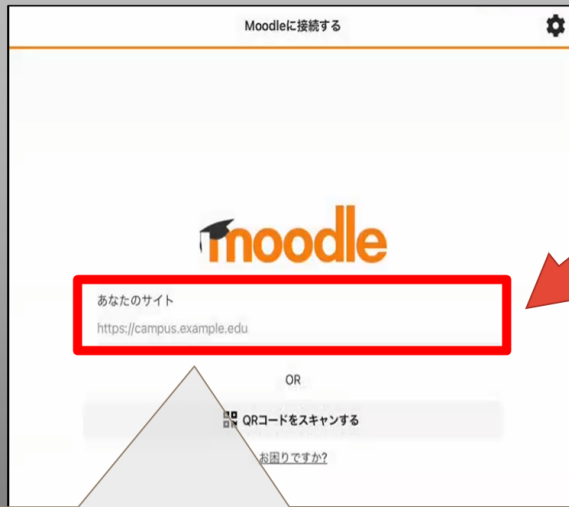 Moodleに接続する
moodle
あなたのサイト
https://campus.example.edu
OR
QRコードをスキャンする
お困りですか?